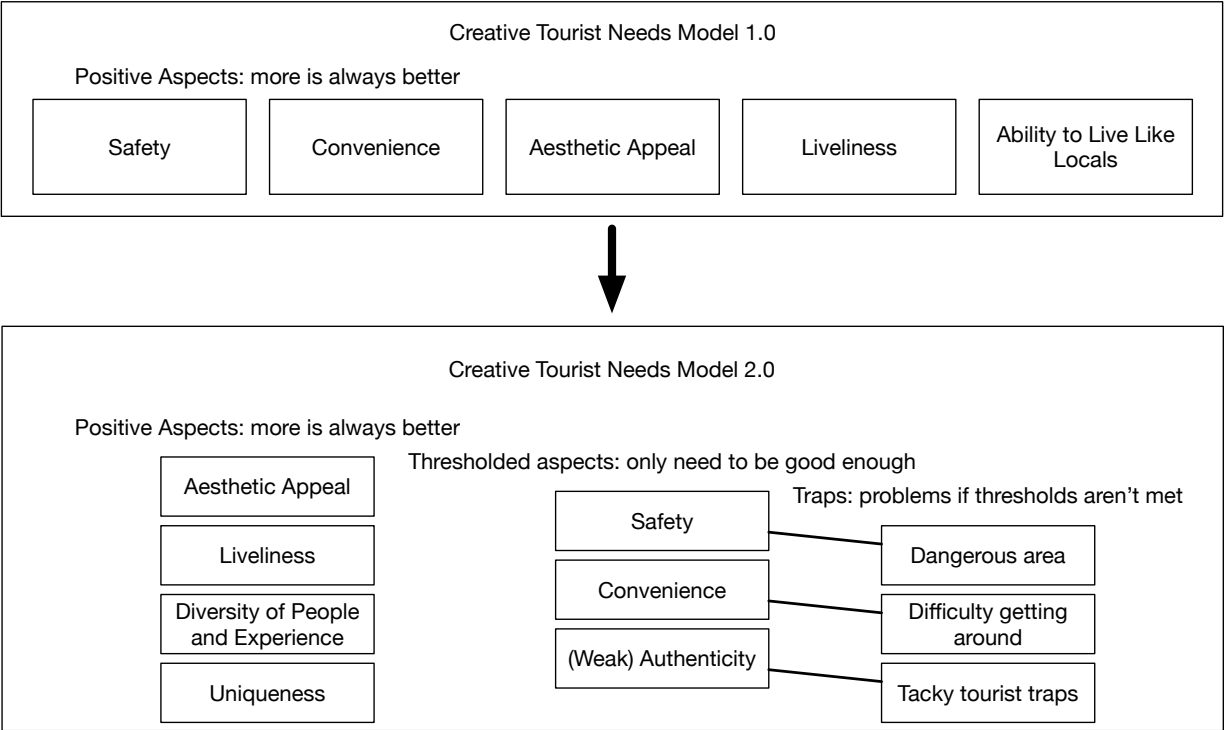 Creative Tourist Needs Model 1.0
Positive Aspects: more is always better
Safety
Convenience
Aesthetic Appeal
Liveliness
Ability to Live Like
Locals
Creative Tourist Needs Model 2.0
Positive Aspects: more is always better
Aesthetic Appeal
Liveliness
Diversity of People
and Experience
Uniqueness
Thresholded aspects: only need to be good enough
Safety
Convenience
(Weak) Authenticity
Traps: problems if thresholds aren't met
Dangerous area
Difficulty getting
around
Tacky tourist traps